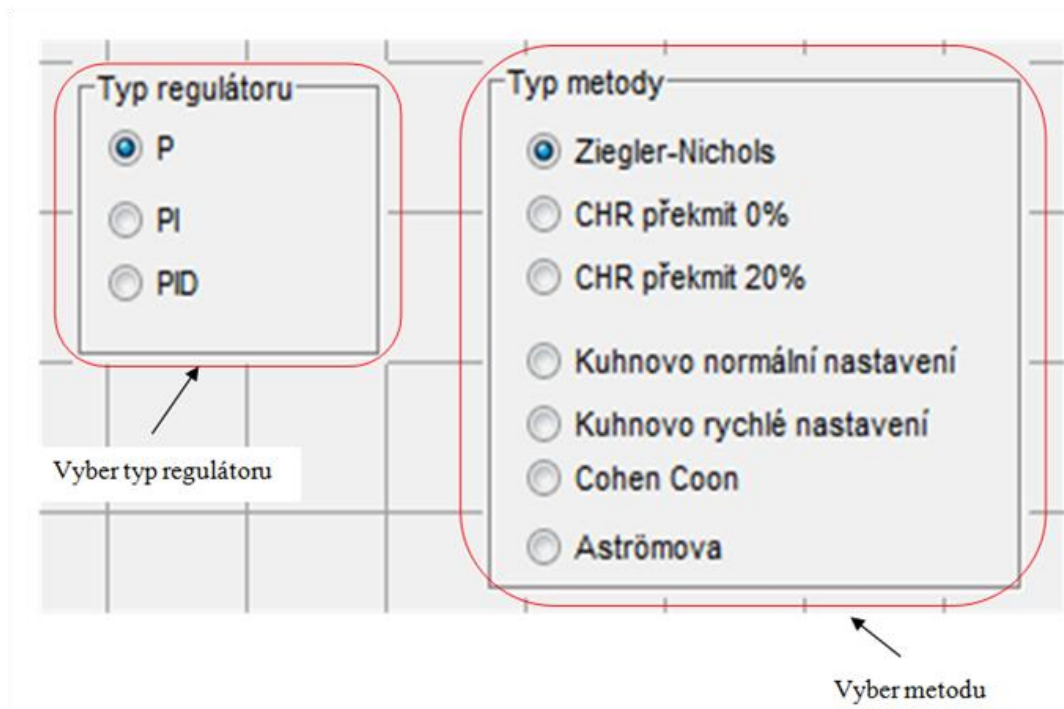 Typ regulátoru
P
PI
PID
Vyber typ regulátoru
Typ metody
Ziegler-Nichols
CHR překmit 0%
CHR překmit 20%
Kuhnovo normální nastavení
Kuhnovo rychlé nastavení
Cohen Coon
Aströmova
Vyber metodu